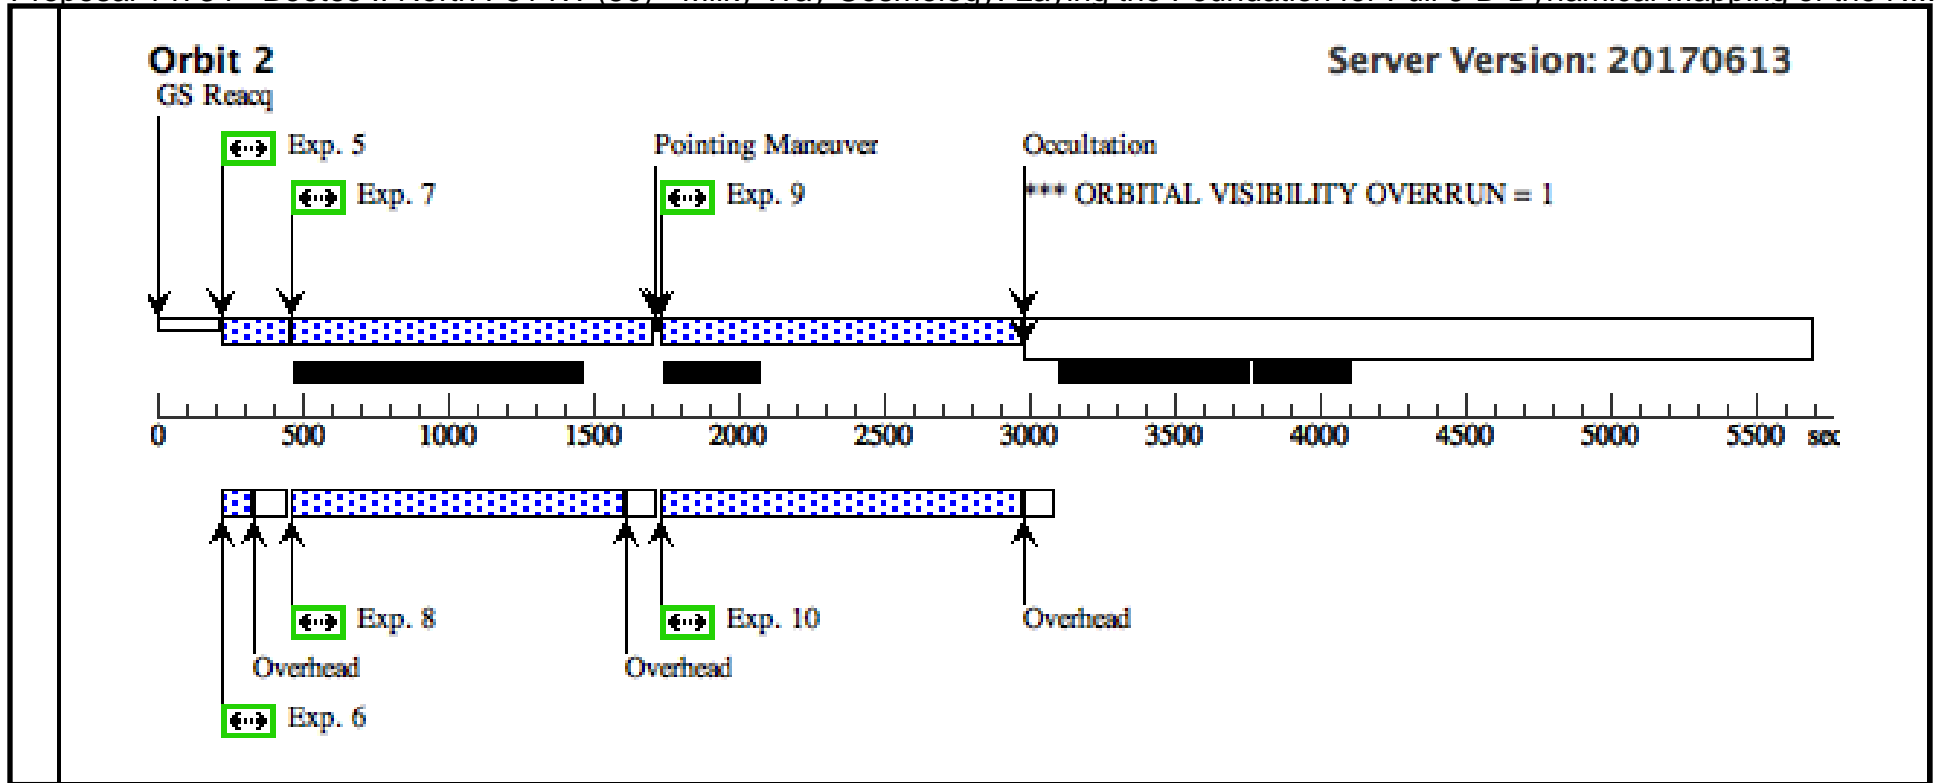 Orbit 2
Server Version: 20170613
GS Reacq
Exp. 5
Pointing Maneuver
Occultation
Exp. 7
Exp. 9
*** ORBITAL VISIBILITY OVERRUN = 1
0 500 1000 1500 2000 2500 3000 3500 4000 4500 5000 5500 sec
Exp. 8
Exp. 10
Overhead
Overhead
Overhead
Exp. 6